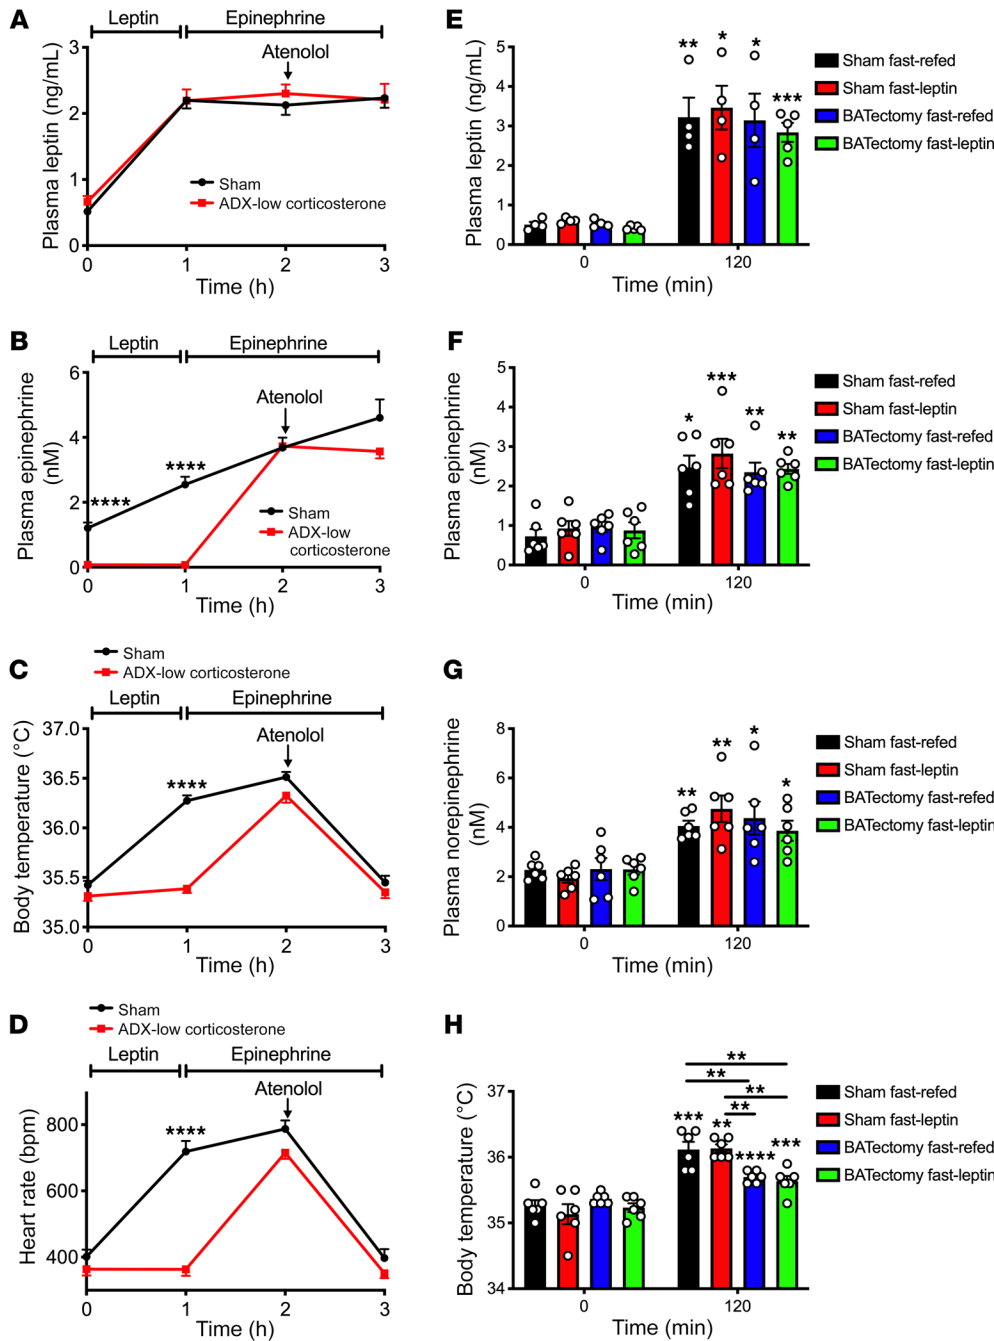 A
Leptin
Epinephrine
Atenolol
Plasma leptin (ng/mL)
3
2
1
0
Sham
ADX-low corticosterone
0
1
2
3
Time (h)
B
Leptin
Epinephrine
Atenolol
Plasma epinephrine
(nM)
6
4
2
0
****
****
Sham
ADX-low
corticosterone
0
1
2
3
Time (h)
C
Sham
ADX-low corticosterone
Leptin
Epinephrine
Atenolol
Body temperature (°C)
37.0
36.5
36.0
35.5
35.0
****
0
1
2
3
Time (h)
D
Sham
ADX-low corticosterone
Leptin
Epinephrine
Atenolol
Heart rate (bpm)
800
600
400
****
0
1
2
3
Time (h)
E
Plasma leptin (ng/mL)
5
4
3
2
1
0
**
*
*
***
0
120
Time (min)
Sham fast-refed
Sham fast-leptin
BATectomy fast-refed
BATectomy fast-leptin
F
Plasma epinephrine
(nM)
5
4
3
2
1
0
*
***
**
**
0
120
Time (min)
Sham fast-refed
Sham fast-leptin
BATectomy fast-refed
BATectomy fast-leptin
G
Plasma norepinephrine
(nM)
8
6
4
2
0
**
**
*
*
0
120
Time (min)
Sham fast-refed
Sham fast-leptin
BATectomy fast-refed
BATectomy fast-leptin
H
Body temperature (°C)
37
36
35
34
**
**
**
**
***
**
****
***
0
120
Time (min)
Sham fast-refed
Sham fast-leptin
BATectomy fast-refed
BATectomy fast-leptin